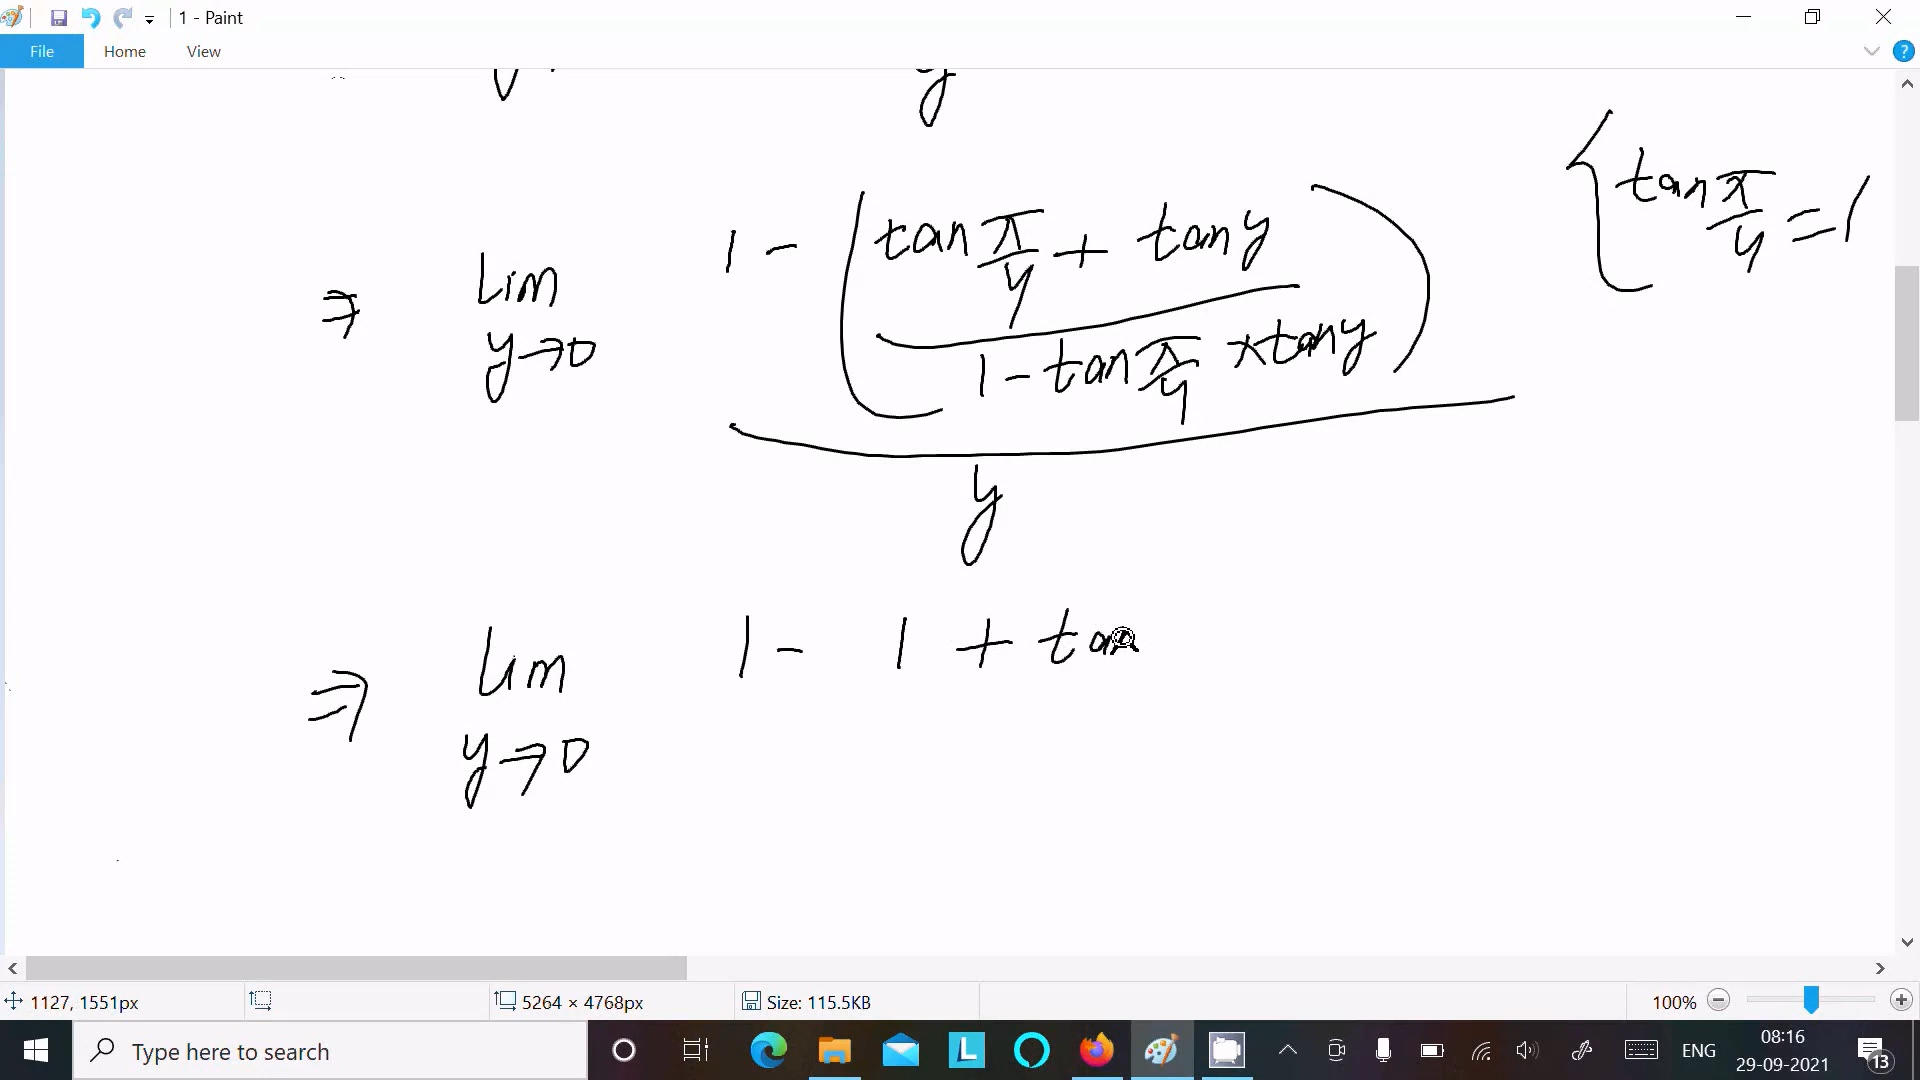 1 - Paint
File Home View
y
{ tan π/4 = 1
⇒ lim y→0 1 - ( tan π/4 + tan y / 1 - tan π/4 × tan y ) / y
⇒ lim y→0 1 - 1 + tan
1127, 1551px 5264 × 4768px Size: 115.5KB 100%
Type here to search L ENG 08:16
29-09-2021 13